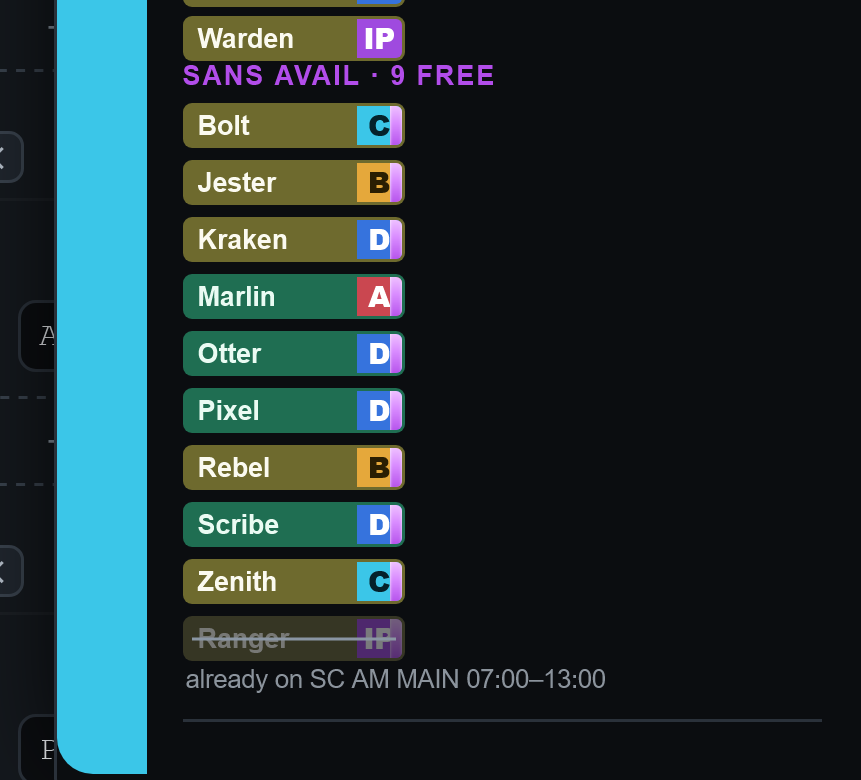 Warden IP
SANS AVAIL · 9 FREE
Bolt C
Jester B
Kraken D
Marlin A
Otter D
Pixel D
Rebel B
Scribe D
Zenith C
Ranger IP
already on SC AM MAIN 07:00–13:00